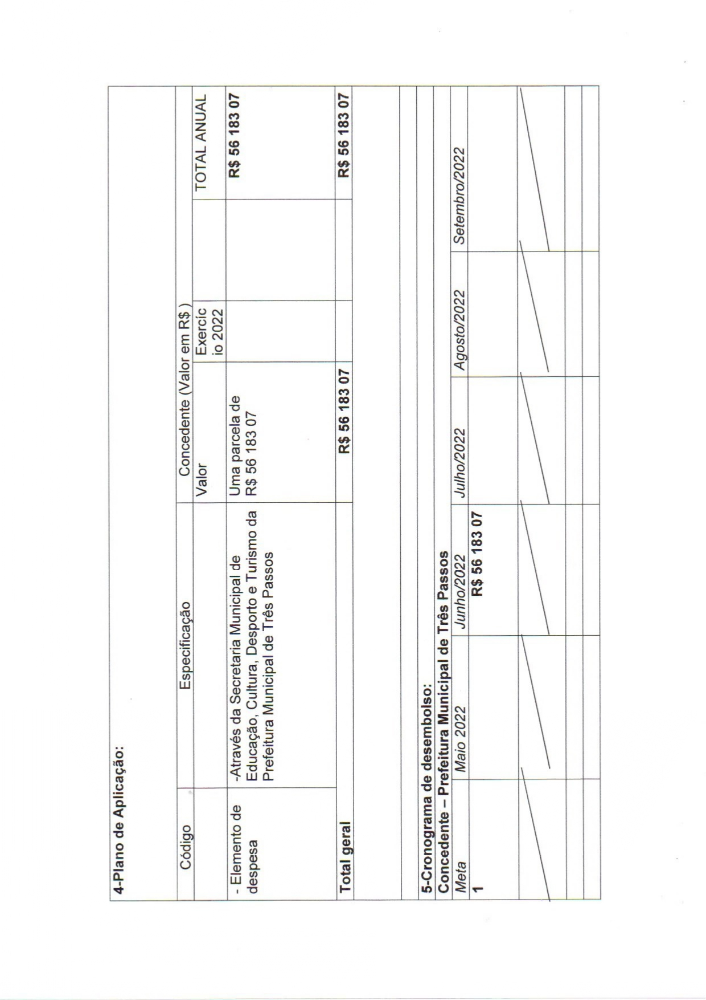 4-Plano de Aplicação:
Código Especificação Concedente (Valor em R$ )
Valor Exercíc TOTAL ANUAL
io 2022
- Elemento de -Através da Secretaria Municipal de Uma parcela de R$ 56 183 07
despesa Educação, Cultura, Desporto e Turismo da R$ 56 183 07
Prefeitura Municipal de Três Passos
Total geral R$ 56 183 07 R$ 56 183 07
5-Cronograma de desembolso:
Concedente – Prefeitura Municipal de Três Passos
Meta Maio 2022 Junho/2022 Julho/2022 Agosto/2022 Setembro/2022
1 R$ 56 183 07